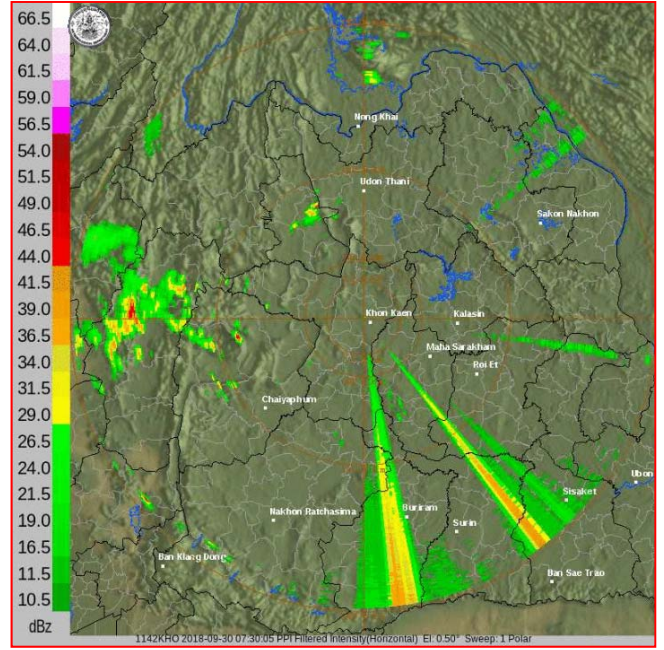 66.5
64.0
61.5
59.0
56.5
54.0
51.5
49.0
46.5
44.0
41.5
39.0
36.5
34.0
31.5
29.0
26.5
24.0
21.5
19.0
16.5
11.5
10.5
dBz
Nong Khai
Udon Thani
Sakon Nakhon
Khon Kaen
Kalasin
Maha Sarakham
Roi Et
Chaiyaphum
Ubon
Sisaket
Nakhon Ratchasima
Buriram
Surin
Ban Klang Dong
Ban Sae Trao
1142KHO 2018-09-30 07:30:05 PPI Filtered Intensity(Horizontal) El: 0.50° Sweep: 1 Polar